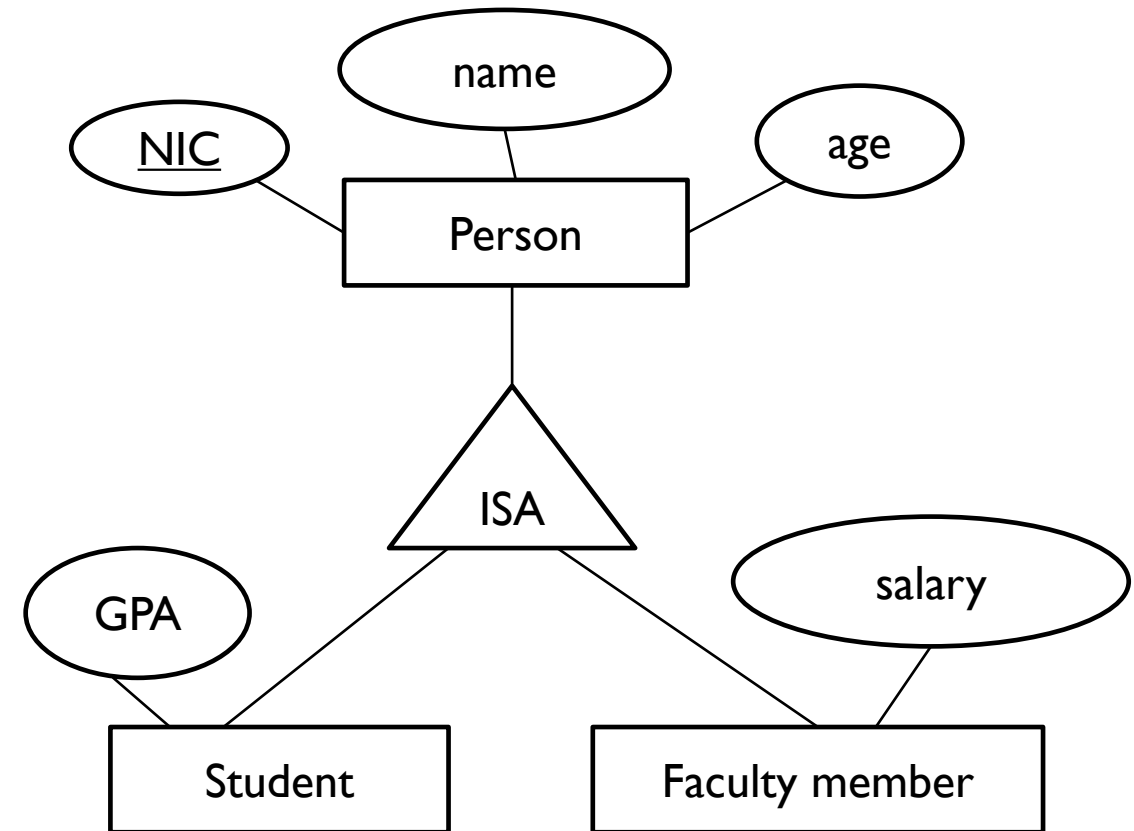 name
NIC
age
Person
ISA
GPA
salary
Student
Faculty member